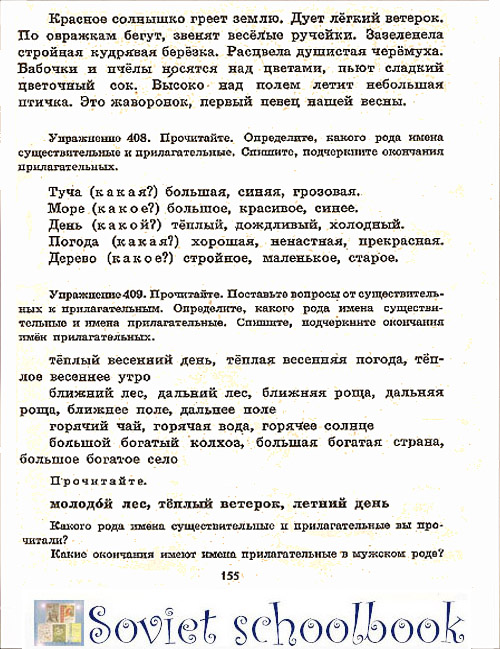 Красное солнышко греет землю. Дует лёгкий ветерок.
По овражкам бегут, звенят весёлые ручейки. Зазеленела
стройная кудрявая берёзка. Расцвела душистая черёмуха.
Бабочки и пчёлы носятся над цветами, пьют сладкий
цветочный сок. Высоко над полем летит небольшая
птичка. Это жаворонок, первый певец нашей весны.
Упражнение 408. Прочитайте. Определите, какого рода имена
существительные и прилагательные. Спишите, подчеркните окончания
прилагательных.
Туча (какая?) большая, синяя, грозовая.
Море (какое?) большое, красивое, синее.
День (какой?) тёплый, дождливый, холодный.
Погода (какая?) хорошая, ненастная, прекрасная.
Дерево (какое?) стройное, маленькое, старое.
Упражнение 409. Прочитайте. Поставьте вопросы от существитель-
ных к прилагательным. Определите, какого рода имена существи-
тельные и имена прилагательные. Спишите, подчеркните окончания
имён прилагательных.
тёплый весенний день, тёплая весенняя погода, тёп-
лое весеннее утро
ближний лес, дальний лес, ближняя роща, дальняя
роща, ближнее поле, дальнее поле
горячий чай, горячая вода, горячее солнце
большой богатый колхоз, большая богатая страна,
большое богатое село
Прочитайте.
молодо́й лес, тёплый ветерок, летний день
Какого рода имена существительные и прилагательные вы про-
читали?
Какие окончания имеют имена прилагательные в мужском роде?
155
Soviet schoolbook